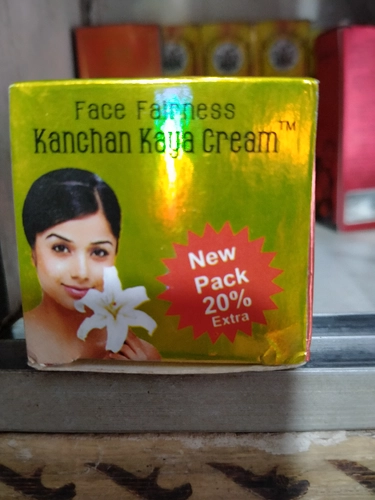 Face Fairness
Kanchan Kaya Cream™
New
Pack
20%
Extra